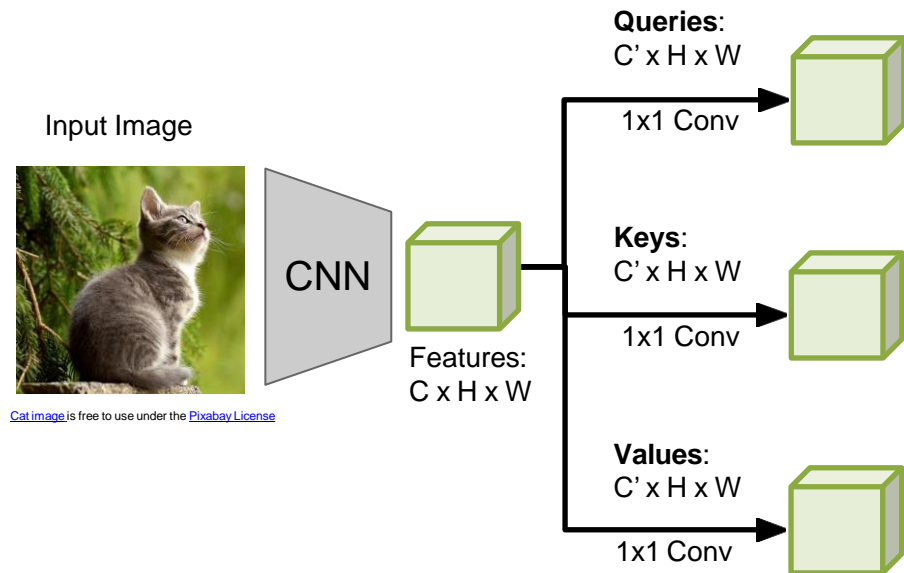 Input Image
Cat image is free to use under the Pixabay License
CNN
Features:
C x H x W
Queries:
C’ x H x W
1x1 Conv
Keys:
C’ x H x W
1x1 Conv
Values:
C’ x H x W
1x1 Conv